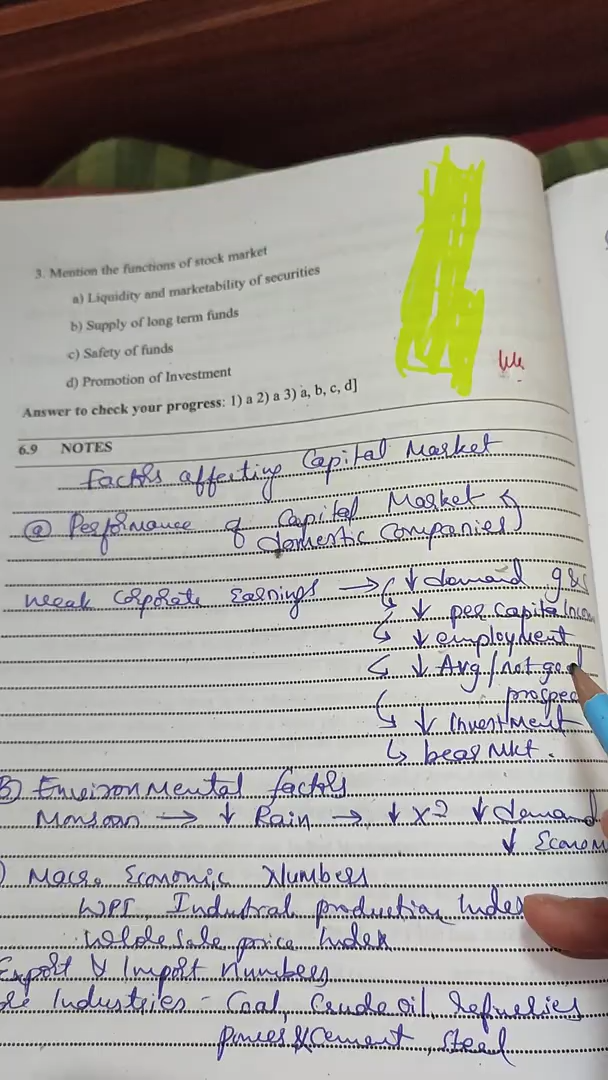 3. Mention the functions of stock market
a) Liquidity and marketability of securities
b) Supply of long term funds
c) Safety of funds
d) Promotion of Investment
Answer to check your progress: 1) a 2) a 3) a, b, c, d]
6.9 NOTES
Factors affecting Capital Market
(a) Performance of Capital Market &
domestic Companies
Weak Corporate Earnings → ↓ demand g&s
↓ per Capita Incom
↓ employment
↓ Avg/not good
prospec
↓ Investment
bear Mkt.
B) Environmental factors
Monsoon → ↓ Rain → ↓ ↓ demand
↓ Econom
) Macro Economic Numbers
WPI, Industrial production Index
Wholesale price Index
Export & Import Numbers
Industries - Coal, Crude oil, Refineries
& Cement, Steel